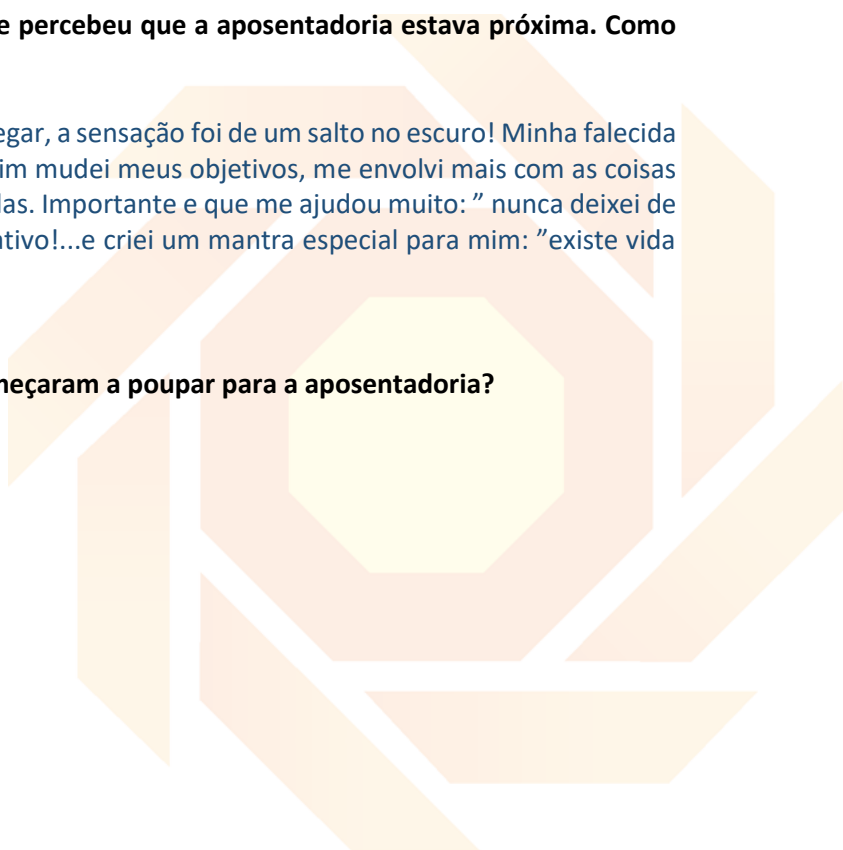 e percebeu que a aposentadoria estava próxima. Como
egar, a sensação foi de um salto no escuro! Minha falecida
im mudei meus objetivos, me envolvi mais com as coisas
las. Importante e que me ajudou muito: ” nunca deixei de
ativo!...e criei um mantra especial para mim: ”existe vida
meçaram a poupar para a aposentadoria?